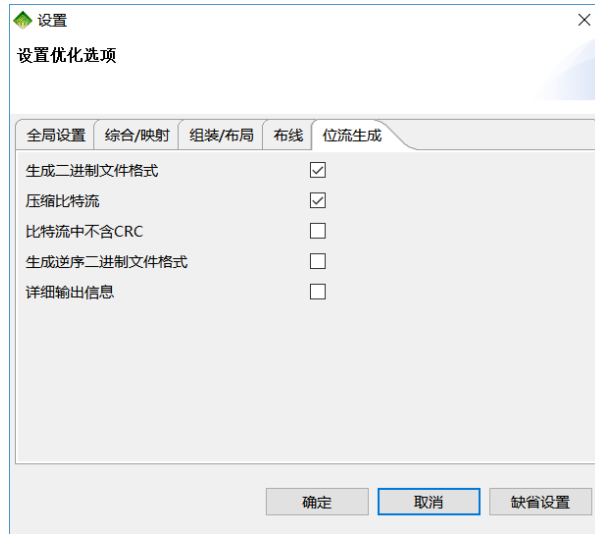 设置
设置优化选项
全局设置 综合/映射 组装/布局 布线 位流生成
生成二进制文件格式
压缩比特流
比特流中不含CRC
生成逆序二进制文件格式
详细输出信息
确定 取消 缺省设置